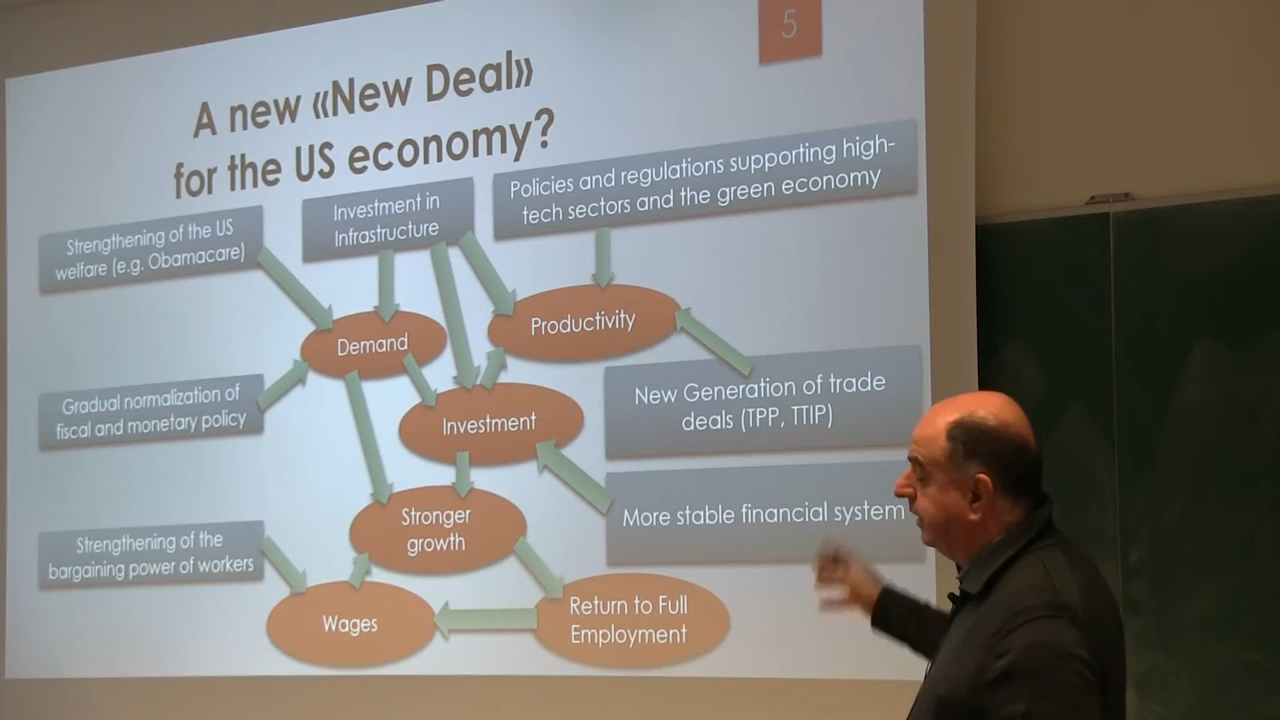 5
A new «New Deal»
for the US economy?
Strengthening of the US
welfare (e.g. Obamacare)
Investment in
Infrastructure
Policies and regulations supporting high-
tech sectors and the green economy
Demand
Productivity
Gradual normalization of
fiscal and monetary policy
Investment
New Generation of trade
deals (TPP, TTIP)
More stable financial system
Stronger
growth
Strengthening of the
bargaining power of workers
Wages
Return to Full
Employment